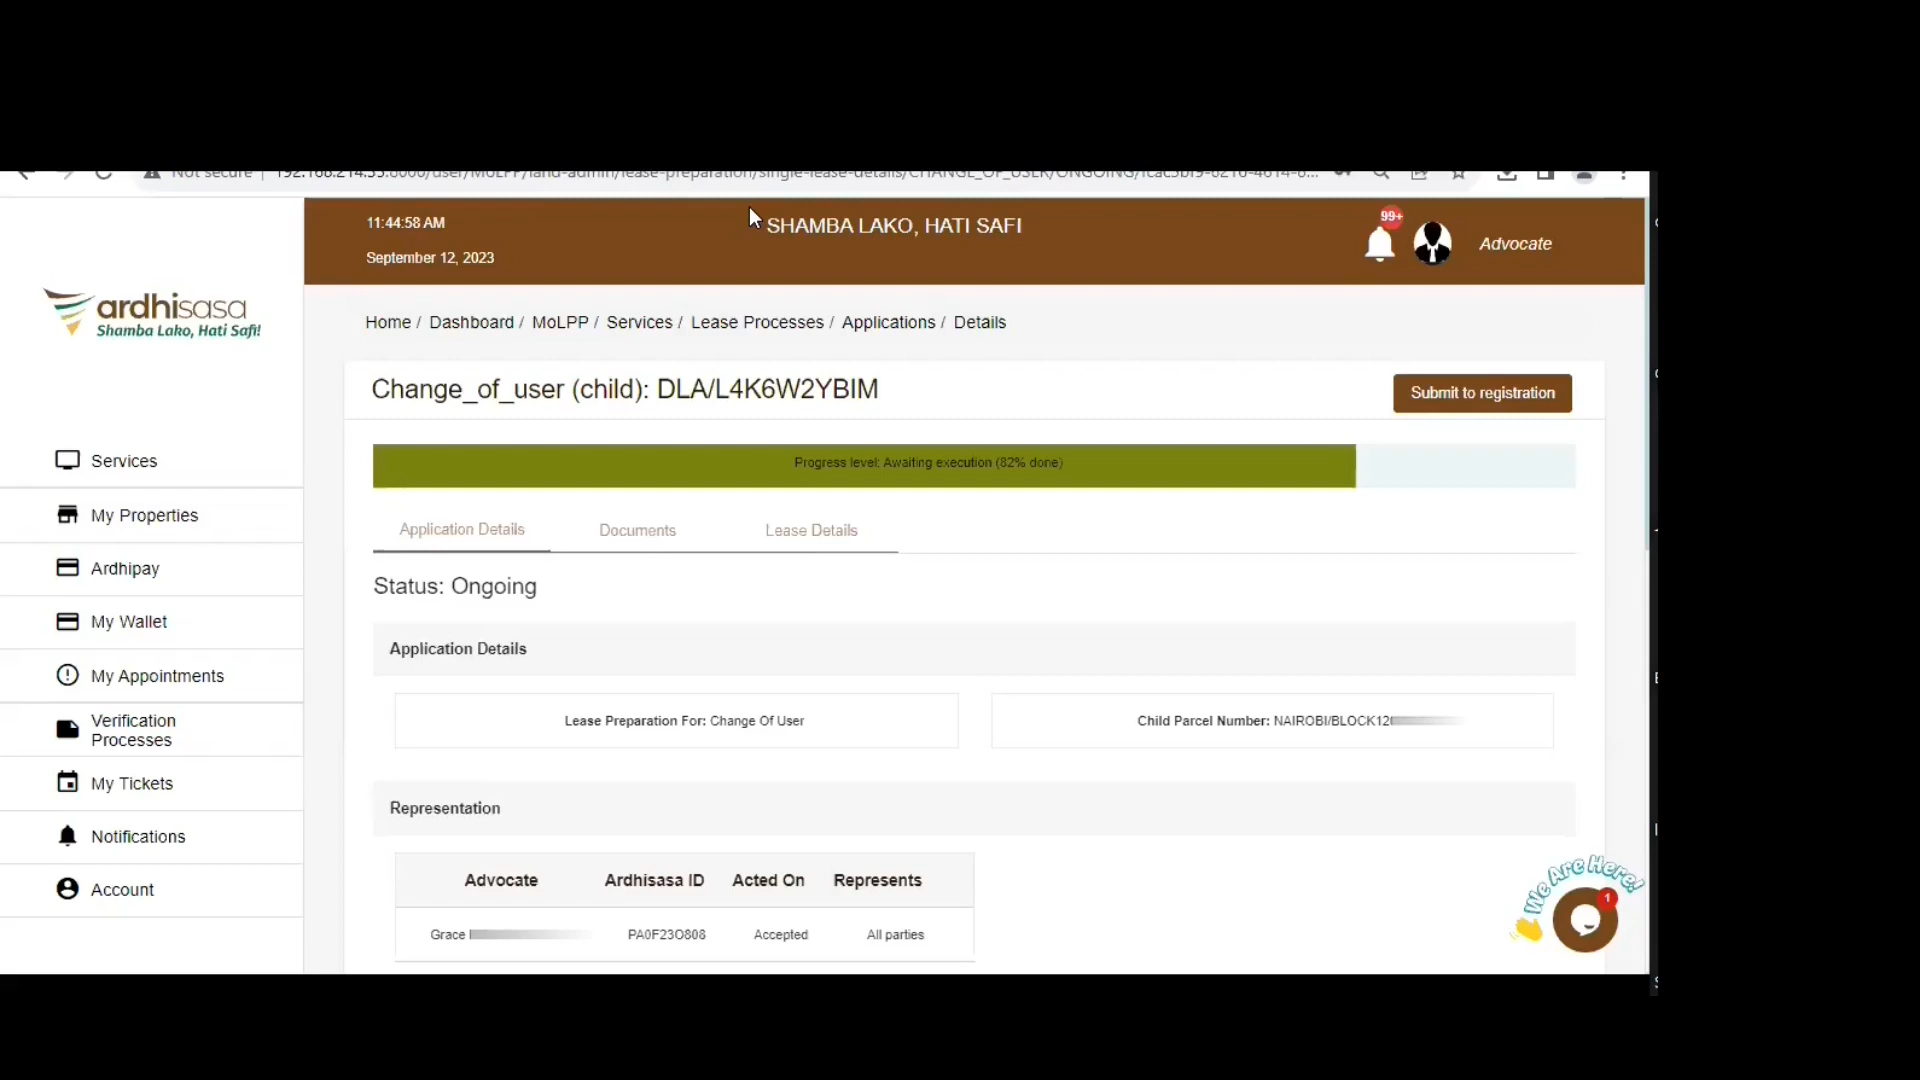 Not secure
11:44:58 AM
SHAMBA LAKO, HATI SAFI
99+
Advocate
September 12, 2023
ardhisasa
Shamba Lako, Hati Safi!
Home / Dashboard / MoLPP / Services / Lease Processes / Applications / Details
Change_of_user (child): DLA/L4K6W2YBIM
Submit to registration
Progress level: Awaiting execution (82% done)
Services
My Properties
Ardhipay
My Wallet
My Appointments
Verification
Processes
My Tickets
Notifications
Account
Application Details
Documents
Lease Details
Status: Ongoing
Application Details
Lease Preparation For: Change Of User
Child Parcel Number: NAIROBI/BLOCK12
Representation
Advocate Ardhisasa ID Acted On Represents
Grace PA0F23O808 Accepted All parties
We Are Here!
1